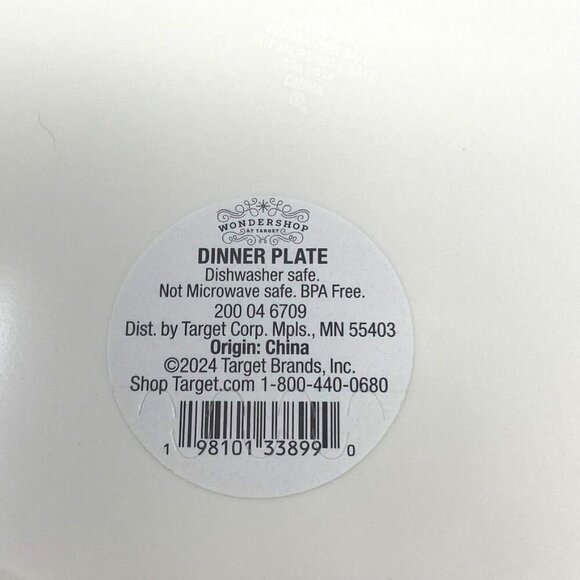 WONDERSHOP
AT TARGET
DINNER PLATE
Dishwasher safe.
Not Microwave safe. BPA Free.
200 04 6709
Dist. by Target Corp. Mpls., MN 55403
Origin: China
©2024 Target Brands, Inc.
Shop Target.com 1-800-440-0680
1 98101 33899 0